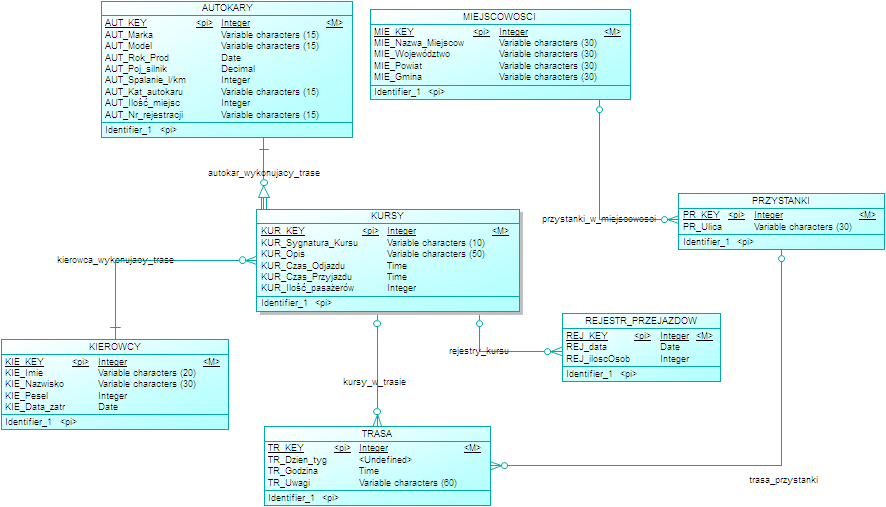 AUTOKARY
AUT_KEY <pi> Integer <M>
AUT_Marka Variable characters (15)
AUT_Model Variable characters (15)
AUT_Rok_Prod Date
AUT_Poj_silnik Decimal
AUT_Spalanie_l/km Integer
AUT_Kat_autokaru Variable characters (15)
AUT_Ilość_miejsc Integer
AUT_Nr_rejestracji Variable characters (15)
Identifier_1 <pi>
MIEJSCOWOSCI
MIE_KEY <pi> Integer <M>
MIE_Nazwa_Miejscow Variable characters (30)
MIE_Województwo Variable characters (30)
MIE_Powiat Variable characters (30)
MIE_Gmina Variable characters (30)
Identifier_1 <pi>
autokar_wykonujacy_trase
przystanki_w_miejscowosci
PRZYSTANKI
PR_KEY <pi> Integer <M>
PR_Ulica Variable characters (30)
Identifier_1 <pi>
KURSY
KUR_KEY <pi> Integer <M>
KUR_Sygnatura_Kursu Variable characters (10)
KUR_Opis Variable characters (50)
KUR_Czas_Odjazdu Time
KUR_Czas_Przyjazdu Time
KUR_Ilość_pasażerów Integer
Identifier_1 <pi>
kierowca_wykonujacy_trase
KIEROWCY
KIE_KEY <pi> Integer <M>
KIE_Imie Variable characters (20)
KIE_Nazwisko Variable characters (30)
KIE_Pesel Integer
KIE_Data_zatr Date
Identifier_1 <pi>
rejestry_kursu
REJESTR_PRZEJAZDOW
REJ_KEY <pi> Integer <M>
REJ_data Date
REJ_iloscOsob Integer
Identifier_1 <pi>
kursy_w_trasie
TRASA
TR_KEY <pi> Integer <M>
TR_Dzien_tyg <Undefined>
TR_Godzina Time
TR_Uwagi Variable characters (60)
Identifier_1 <pi>
trasa_przystanki